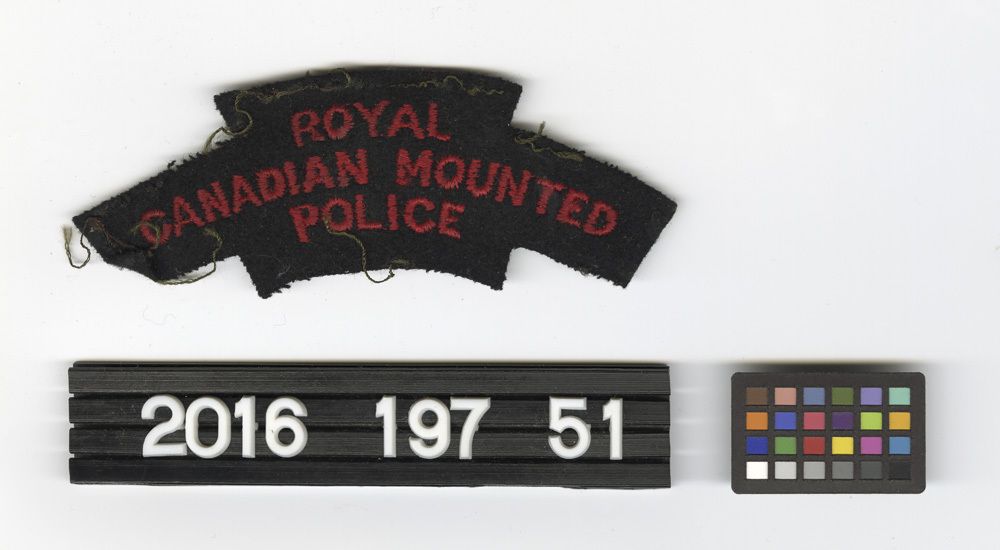 ROYAL
CANADIAN MOUNTED
POLICE
2016 197 51